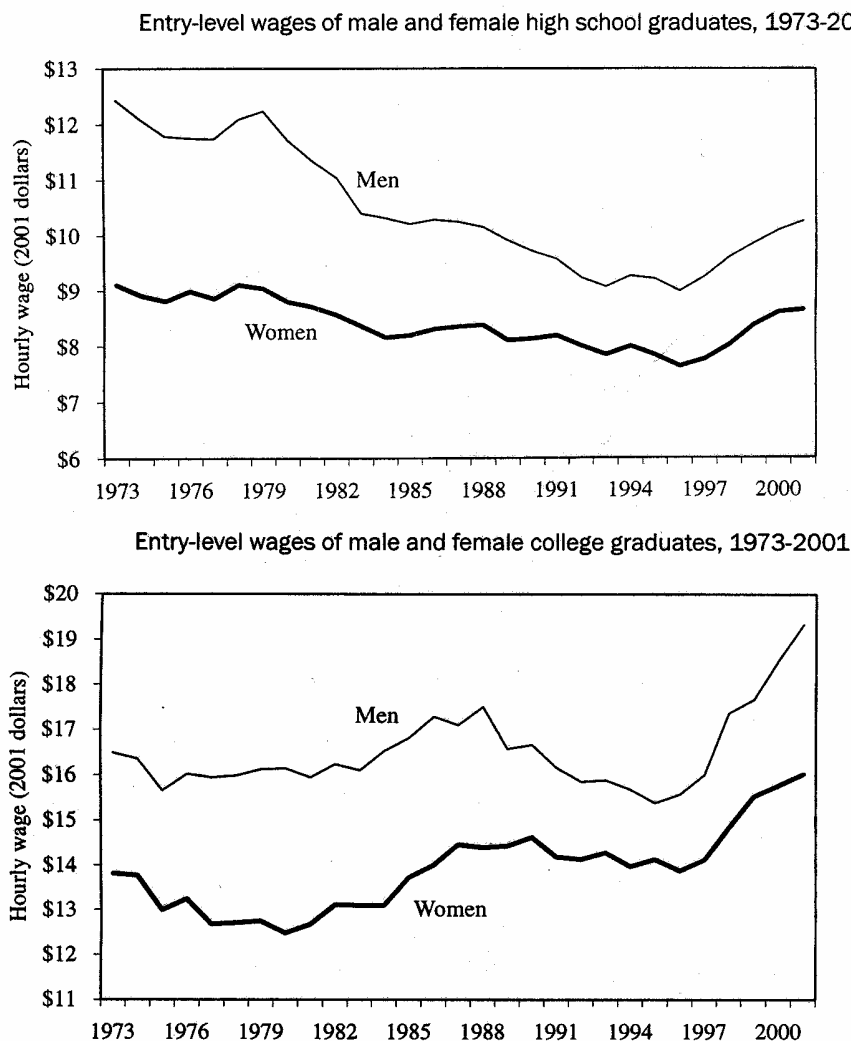 Entry-level wages of male and female high school graduates, 1973-20
$13
$12
$11
$10
$9
$8
$7
$6
Hourly wage (2001 dollars)
Men
Women
1973 1976 1979 1982 1985 1988 1991 1994 1997 2000
Entry-level wages of male and female college graduates, 1973-2001
$20
$19
$18
$17
$16
$15
$14
$13
$12
$11
Hourly wage (2001 dollars)
Men
Women
1973 1976 1979 1982 1985 1988 1991 1994 1997 2000